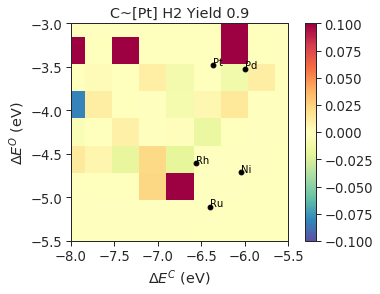 C~[Pt] H2 Yield 0.9
−3.0
−3.5
−4.0
−4.5
−5.0
−5.5
ΔE^O (eV)
Pt
Pd
Rh
Ni
Ru
−8.0 −7.5 −7.0 −6.5 −6.0 −5.5
ΔE^C (eV)
0.100
0.075
0.050
0.025
0.000
−0.025
−0.050
−0.075
−0.100